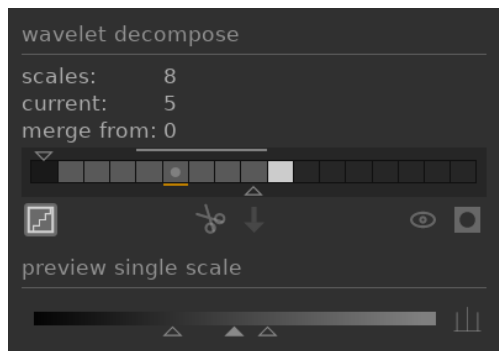 wavelet decompose
scales: 8
current: 5
merge from: 0
preview single scale